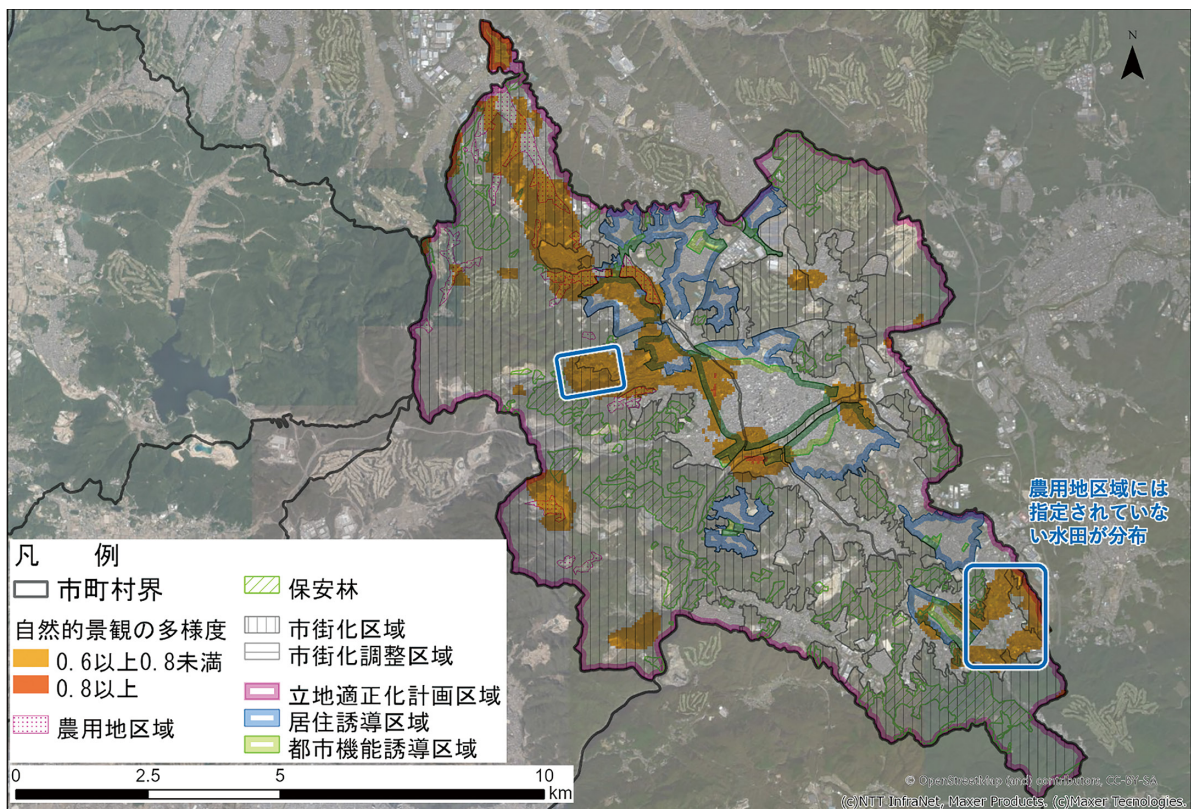 N
農用地区域には
指定されていな
い水田が分布
凡 例
市町村界
自然的景観の多様度
0.6以上0.8未満
0.8以上
農用地区域
保安林
市街化区域
市街化調整区域
立地適正化計画区域
居住誘導区域
都市機能誘導区域
0 2.5 5 10
km
© OpenStreetMap (and) contributors, CC-BY-SA
(c)NTT InfraNet, Maxer Products. (c)Maxer Tecnologies